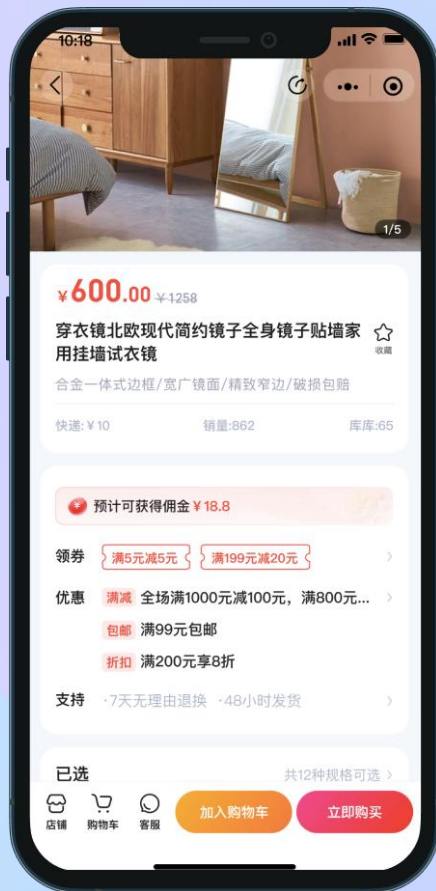 10:18
1/5
¥600.00 ¥1258
穿衣镜北欧现代简约镜子全身镜子贴墙家
用挂墙试衣镜
收藏
合金一体式边框/宽广镜面/精致窄边/破损包赔
快递:¥10 销量:862 库库:65
预计可获得佣金¥18.8
领券 满5元减5元 满199元减20元
优惠 满减 全场满1000元减100元，满800元...
包邮 满99元包邮
折扣 满200元享8折
支持 ·7天无理由退换 ·48小时发货
已选 共12种规格可选
店铺 购物车 客服 加入购物车 立即购买